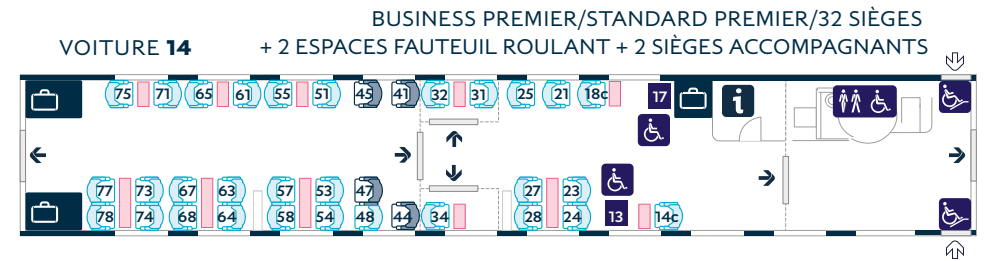 BUSINESS PREMIER/STANDARD PREMIER/32 SIÈGES
VOITURE 14 + 2 ESPACES FAUTEUIL ROULANT + 2 SIÈGES ACCOMPAGNANTS
75 71 65 61 55 51 45 41 32 31 25 21 18c 17 i
77 73 67 63 57 53 47 27 23
78 74 68 64 58 54 48 44 34 28 24 13 14c